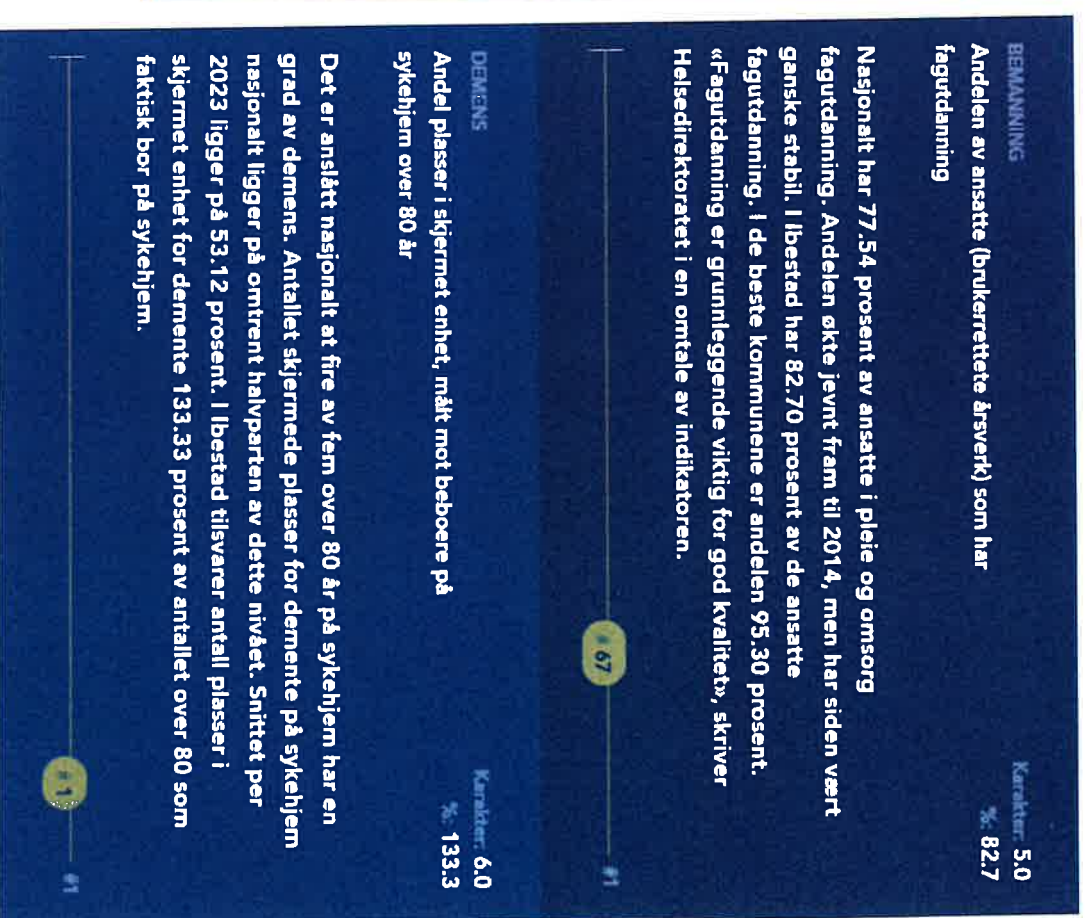 BEMANNING
Karakter: 5.0
Andelen av ansatte (brukerrettete årsverk) som har
%: 82.7
fagutdanning
Nasjonalt har 77.54 prosent av ansatte i pleie og omsorg
fagutdanning. Andelen økte jevnt fram til 2014, men har siden vært
ganske stabil. I Ibestad har 82.70 prosent av de ansatte
fagutdanning. I de beste kommunene er andelen 95.30 prosent.
«Fagutdanning er grunnleggende viktig for god kvalitet», skriver
Helsedirektoratet i en omtale av indikatoren.
# 67
#1
DEMENS
Karakter: 6.0
Andel plasser i skjermet enhet, målt mot beboere på
%: 133.3
sykehjem over 80 år
Det er anslått nasjonalt at fire av fem over 80 år på sykehjem har en
grad av demens. Antallet skjermede plasser for demente på sykehjem
nasjonalt ligger på omtrent halvparten av dette nivået. Snittet per
2023 ligger på 53.12 prosent. I Ibestad tilsvarer antall plasser i
skjermet enhet for demente 133.33 prosent av antallet over 80 som
faktisk bor på sykehjem.
# 1
#1